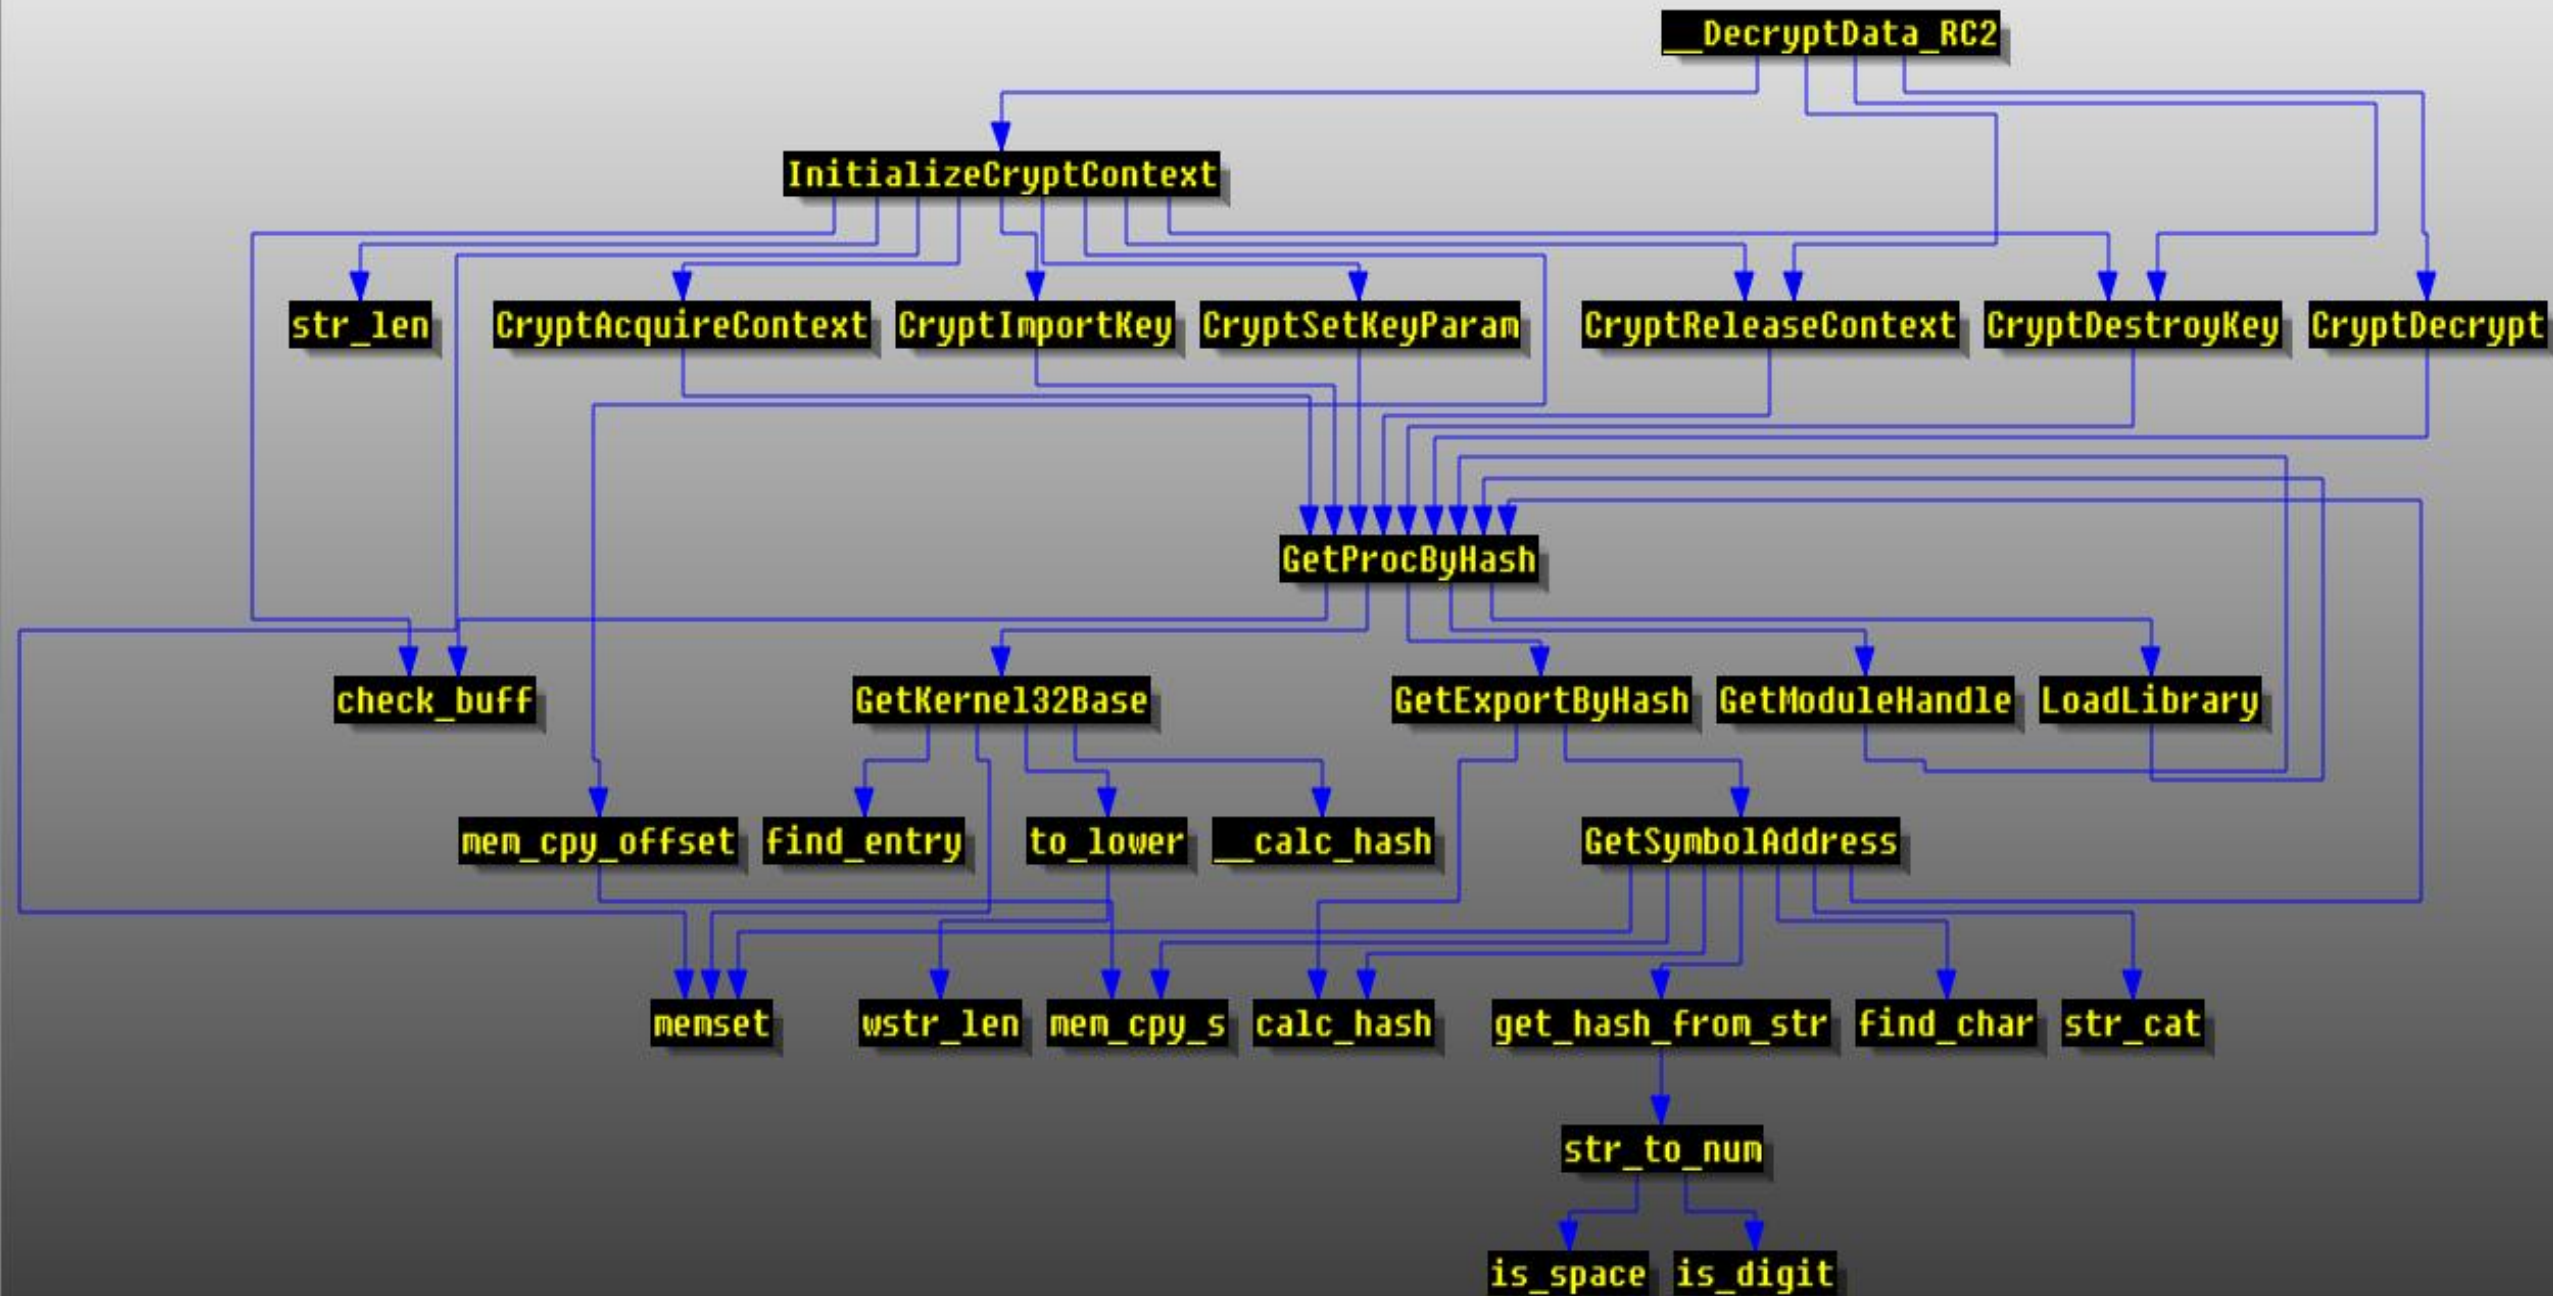 __DecryptData_RC2
InitializeCryptContext
str_len
CryptAcquireContext
CryptImportKey
CryptSetKeyParam
CryptReleaseContext
CryptDestroyKey
CryptDecrypt
GetProcByHash
check_buff
GetKernel32Base
GetExportByHash
GetModuleHandle
LoadLibrary
mem_cpy_offset
find_entry
to_lower
__calc_hash
GetSymbolAddress
memset
wstr_len
mem_cpy_s
calc_hash
get_hash_from_str
find_char
str_cat
str_to_num
is_space
is_digit